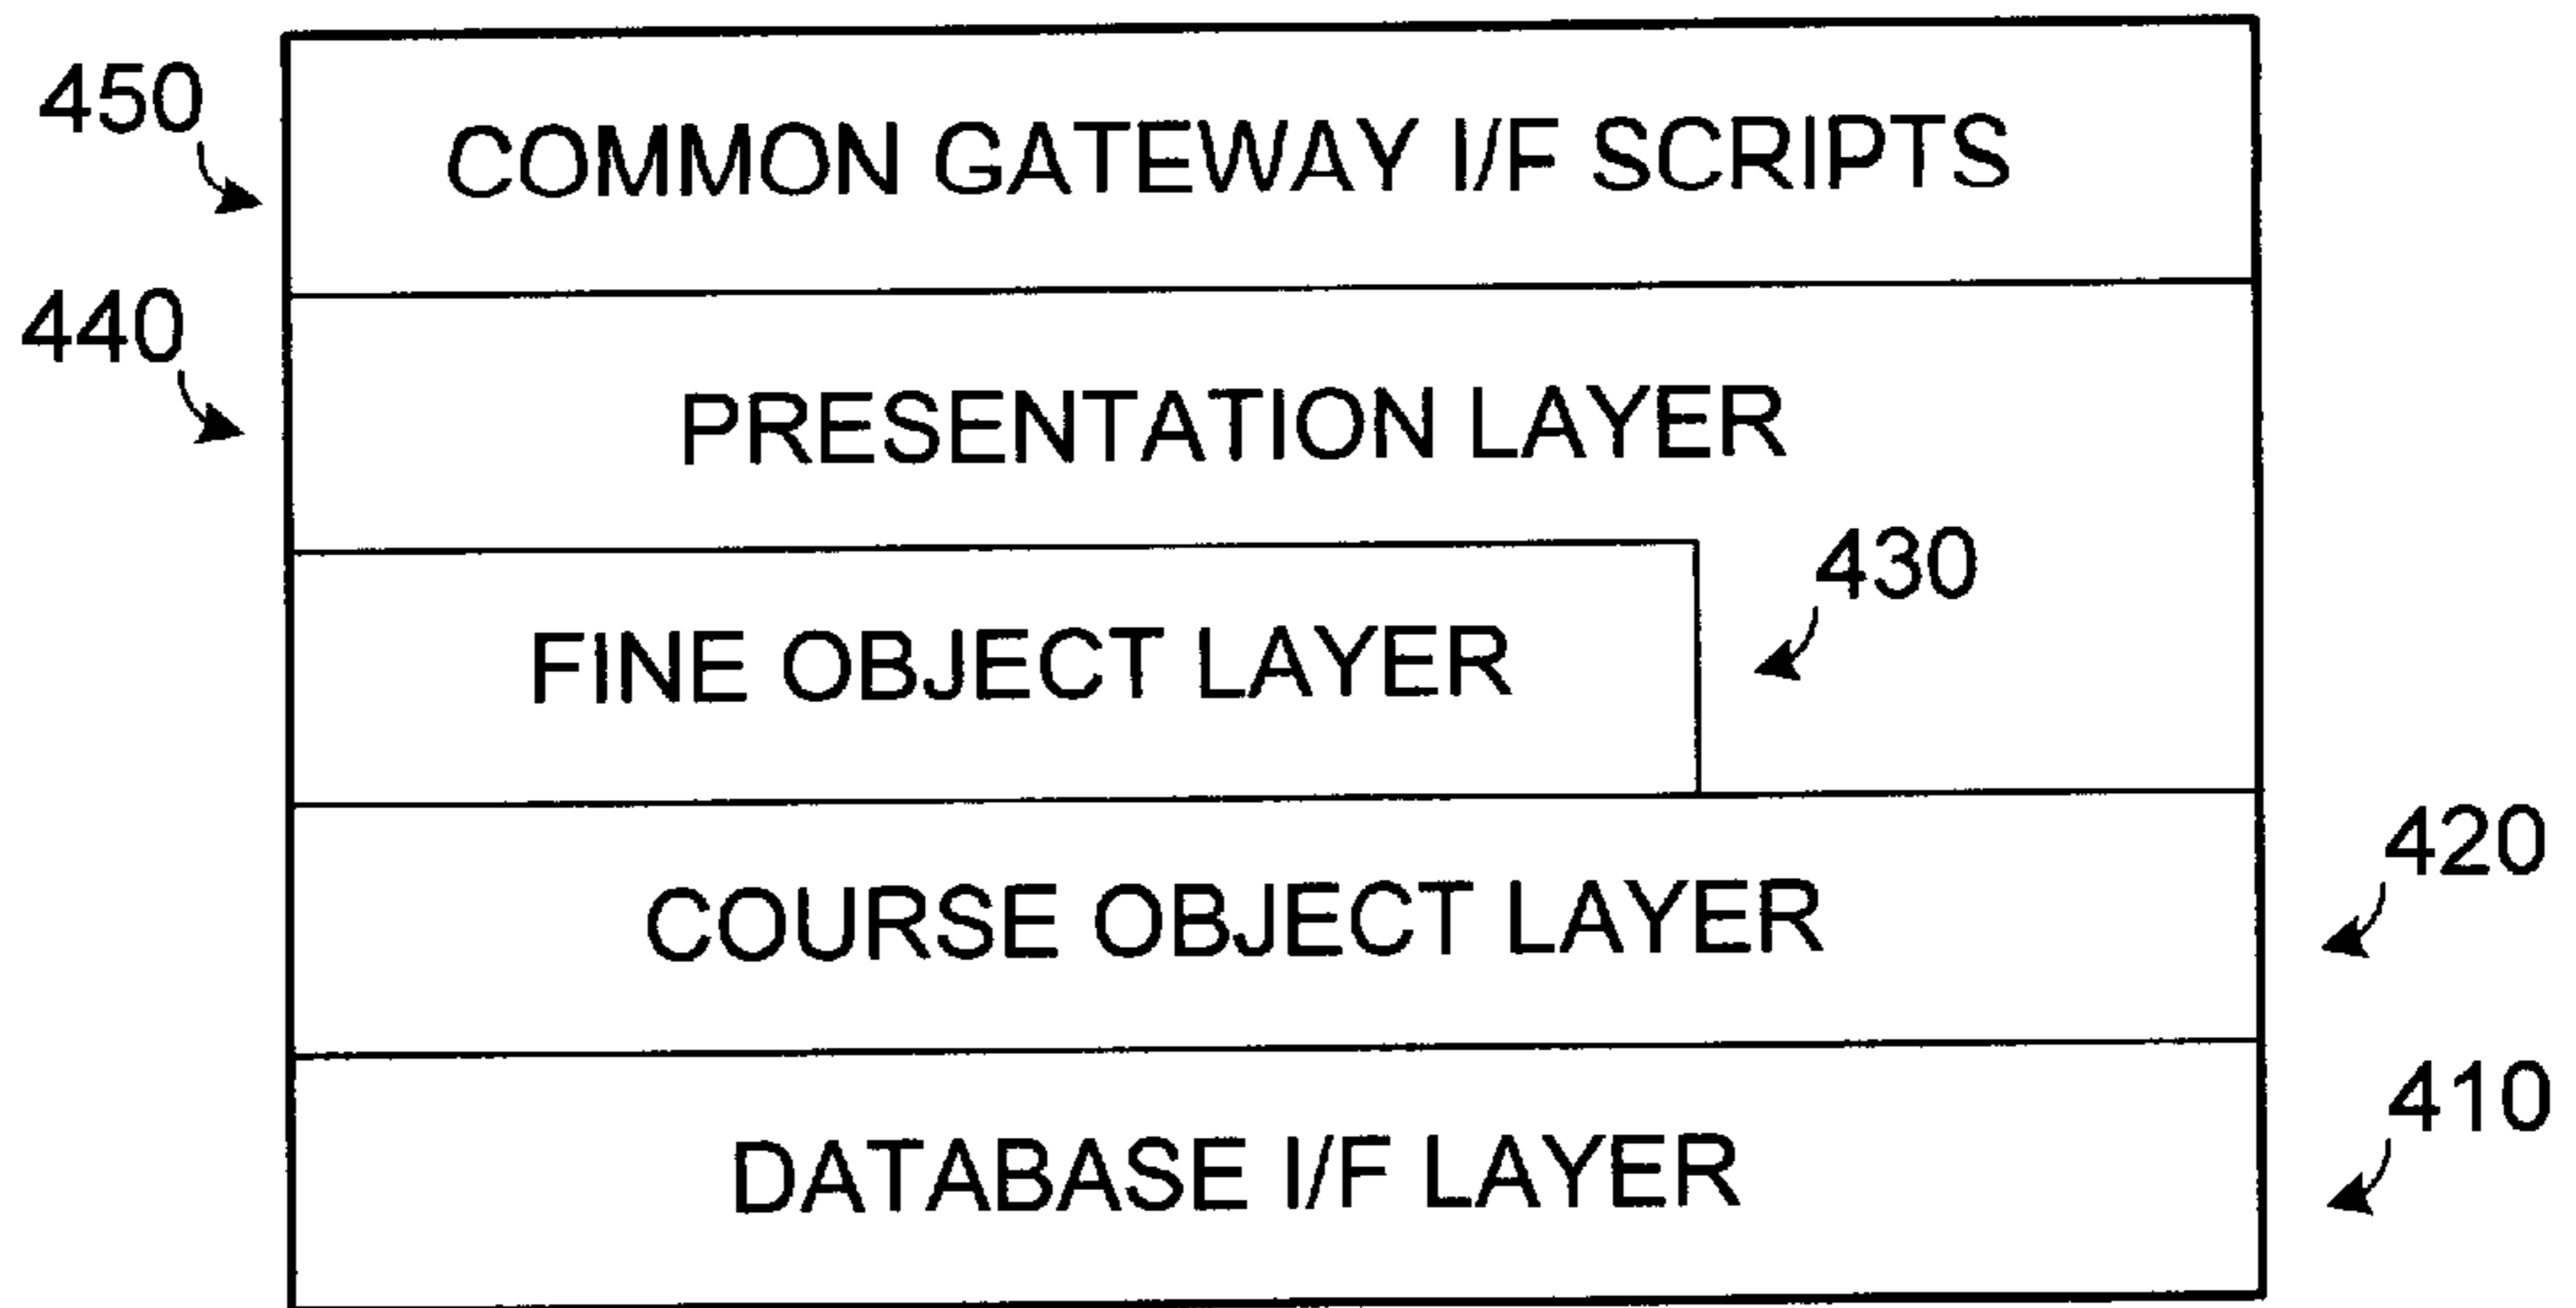 450
COMMON GATEWAY I/F SCRIPTS
440
PRESENTATION LAYER
430
FINE OBJECT LAYER
420
COURSE OBJECT LAYER
410
DATABASE I/F LAYER